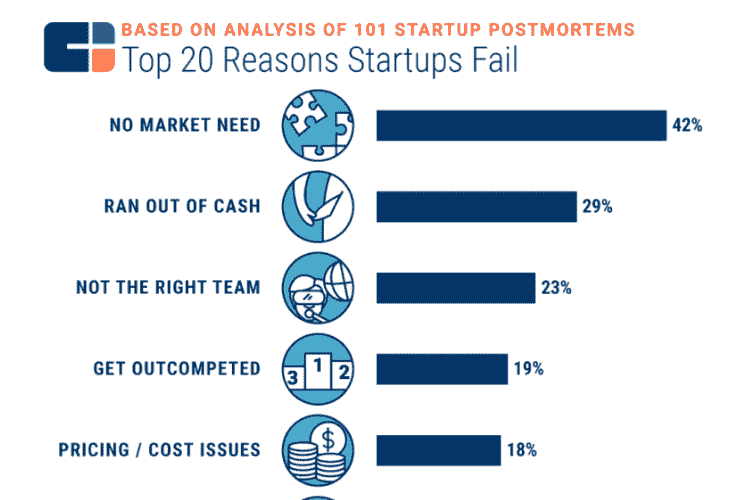 BASED ON ANALYSIS OF 101 STARTUP POSTMORTEMS
Top 20 Reasons Startups Fail
NO MARKET NEED 42%
RAN OUT OF CASH 29%
NOT THE RIGHT TEAM 23%
GET OUTCOMPETED 3 1 2 19%
PRICING / COST ISSUES $ 18%